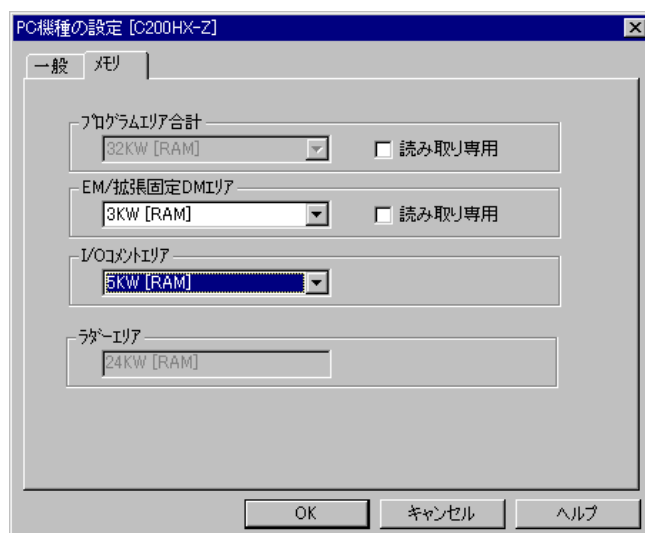 PC機種の設定 [C200HX-Z]
一般 メモリ
プログラムエリア合計
32KW [RAM] 読み取り専用
EM/拡張固定DMエリア
3KW [RAM] 読み取り専用
I/Oコメントエリア
5KW [RAM]
ラダーエリア
24KW [RAM]
OK キャンセル ヘルプ